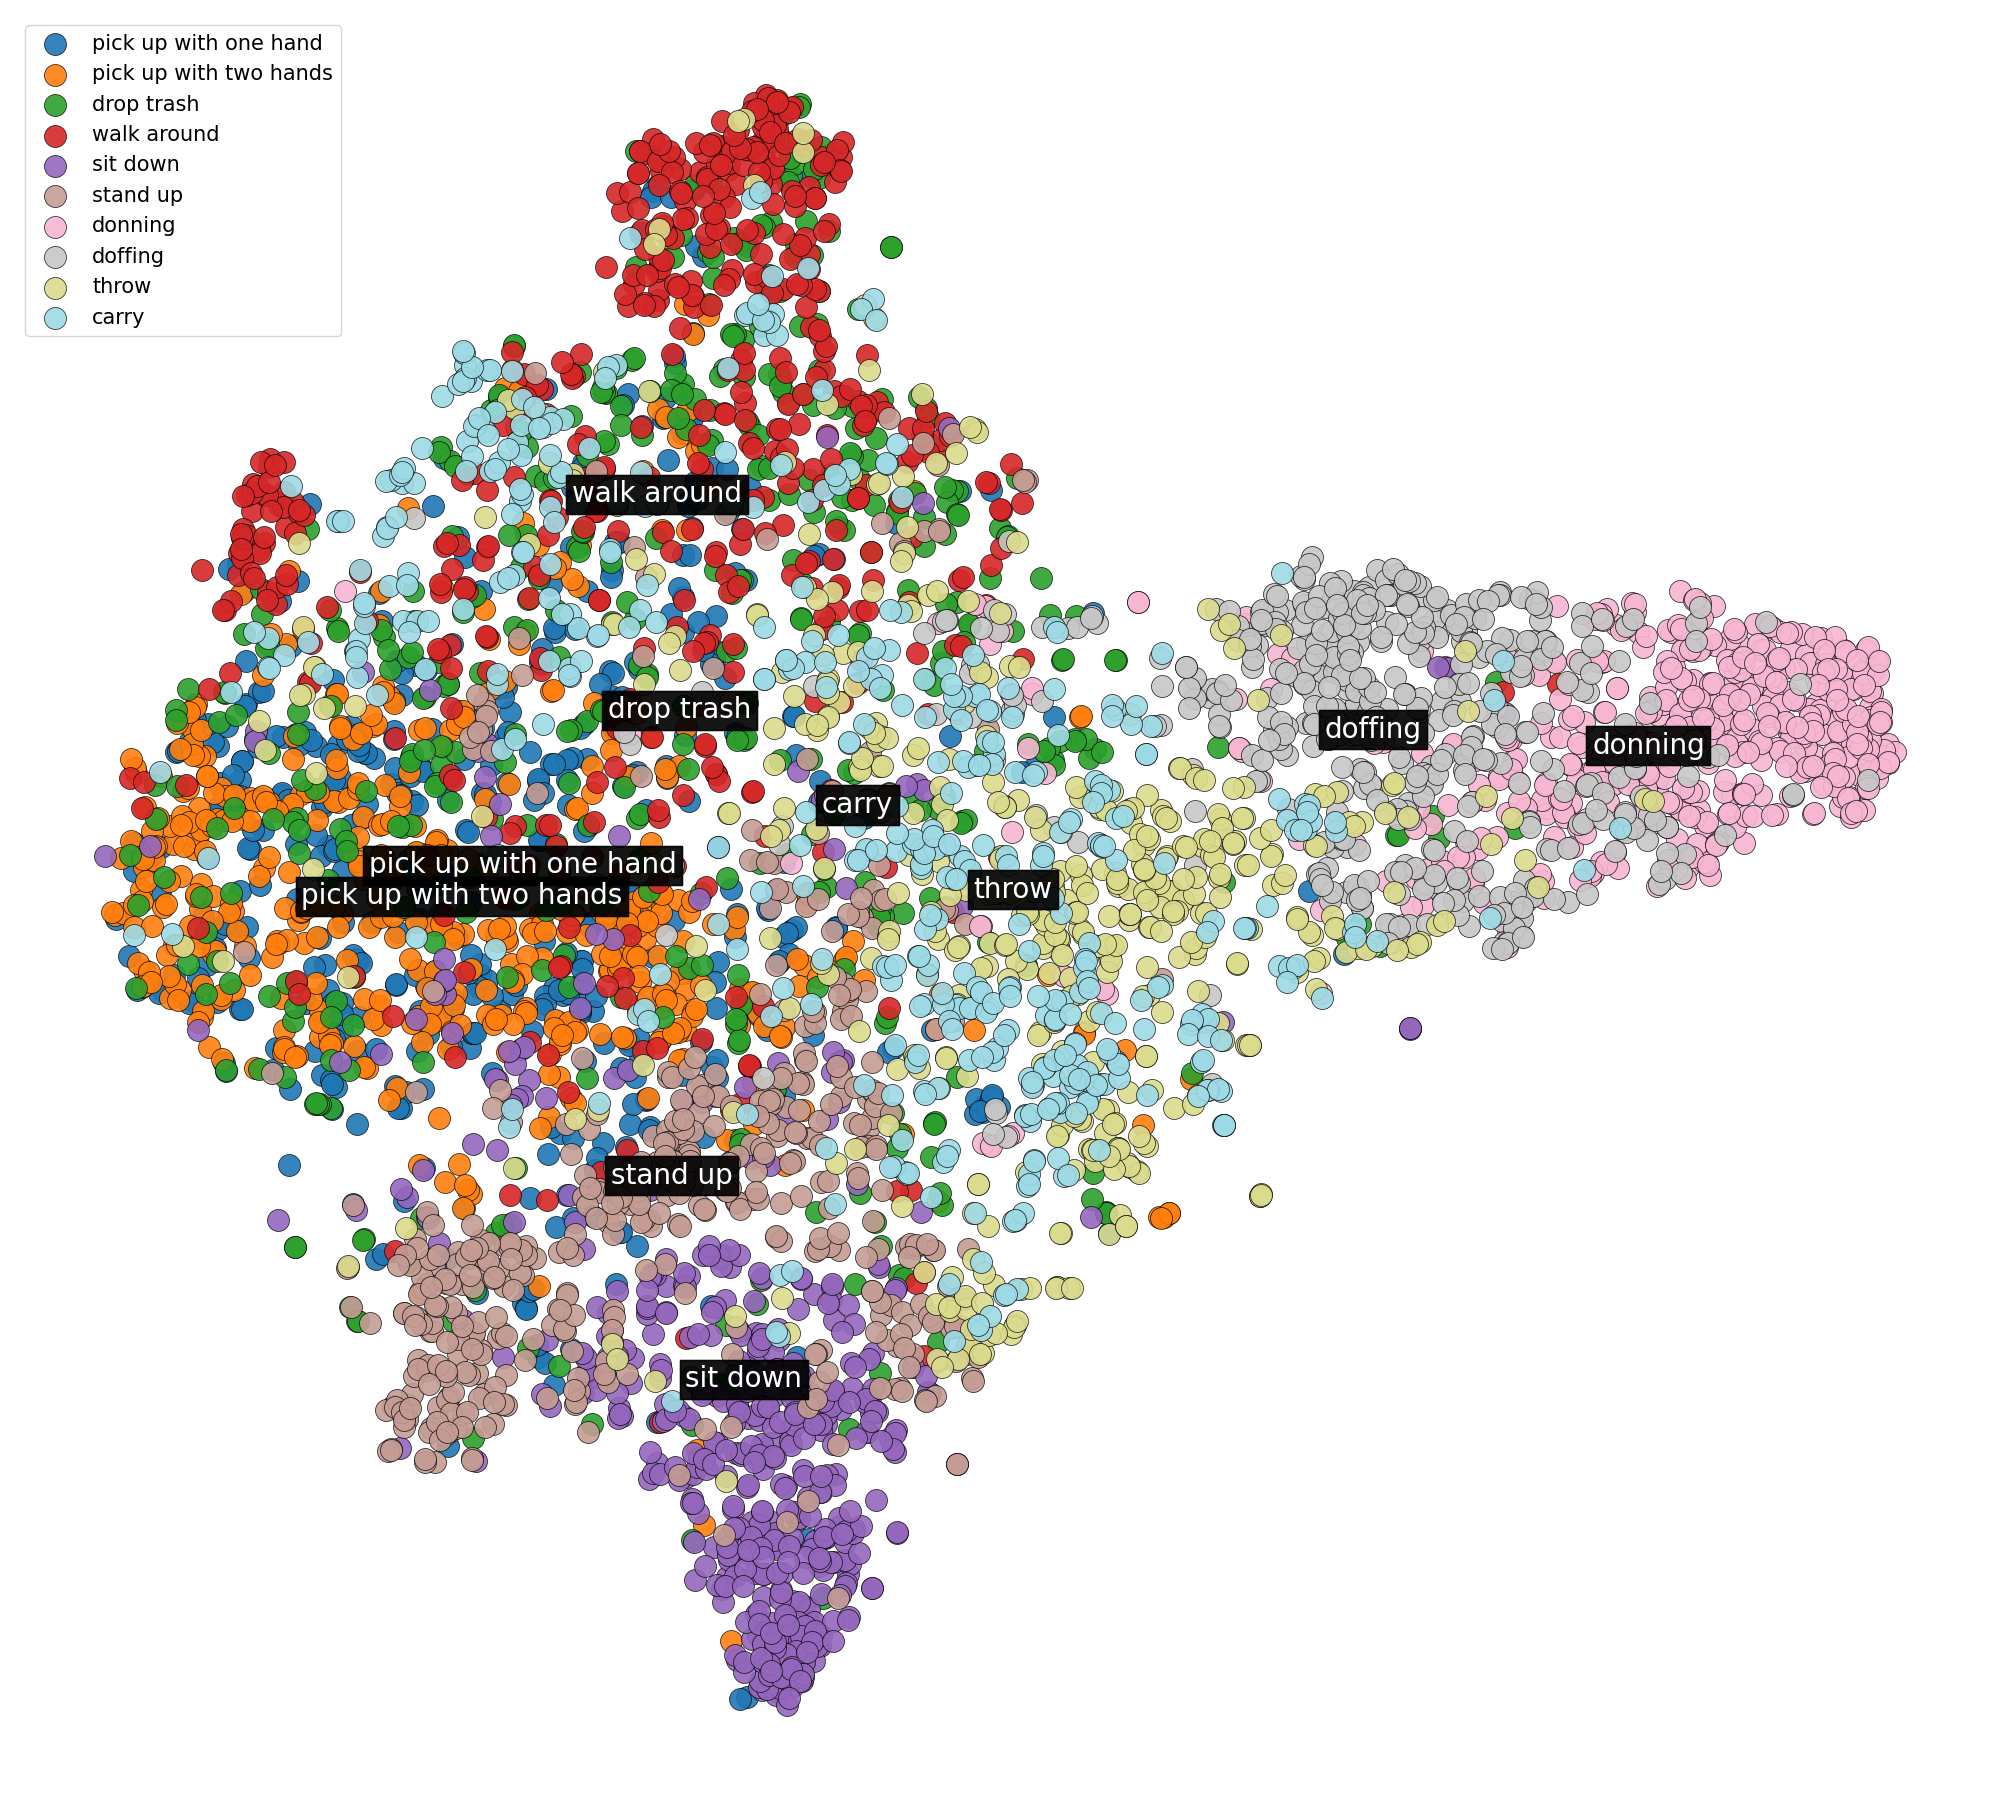 pick up with one hand
pick up with two hands
drop trash
walk around
sit down
stand up
donning
doffing
throw
carry
walk around
drop trash
doffing
donning
carry
pick up with one hand
pick up with two hands
throw
stand up
sit down